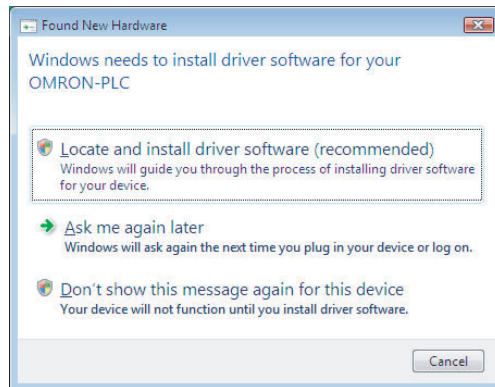 Found New Hardware
Windows needs to install driver software for your
OMRON-PLC
Locate and install driver software (recommended)
Windows will guide you through the process of installing driver software
for your device.
Ask me again later
Windows will ask again the next time you plug in your device or log on.
Don't show this message again for this device
Your device will not function until you install driver software.
Cancel